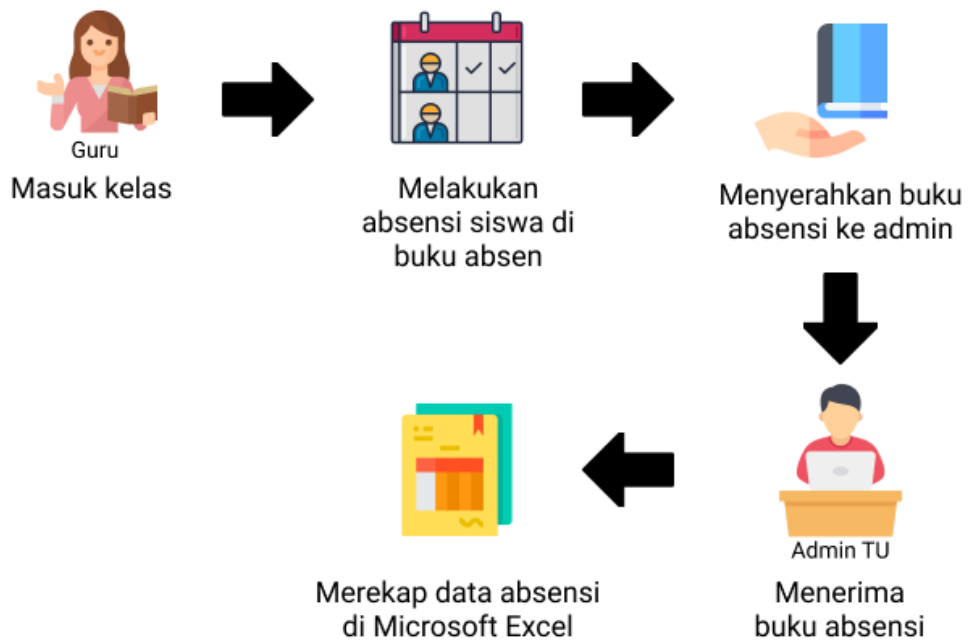 Guru
Masuk kelas
Melakukan
absensi siswa di
buku absen
Menyerahkan buku
absensi ke admin
Admin TU
Menerima
buku absensi
Merekap data absensi
di Microsoft Excel